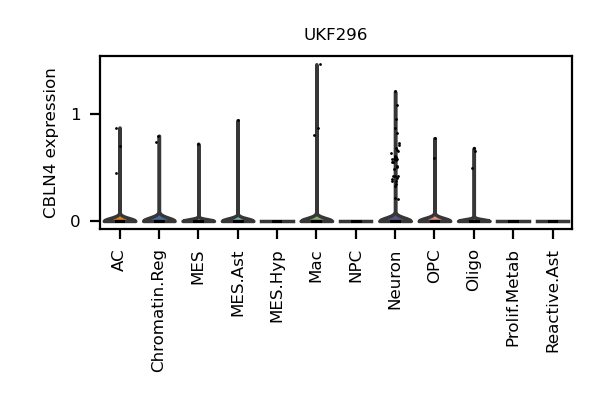 UKF296
CBLN4 expression
1
0
AC
Chromatin.Reg
MES
MES.Ast
MES.Hyp
Mac
NPC
Neuron
OPC
Oligo
Prolif.Metab
Reactive.Ast